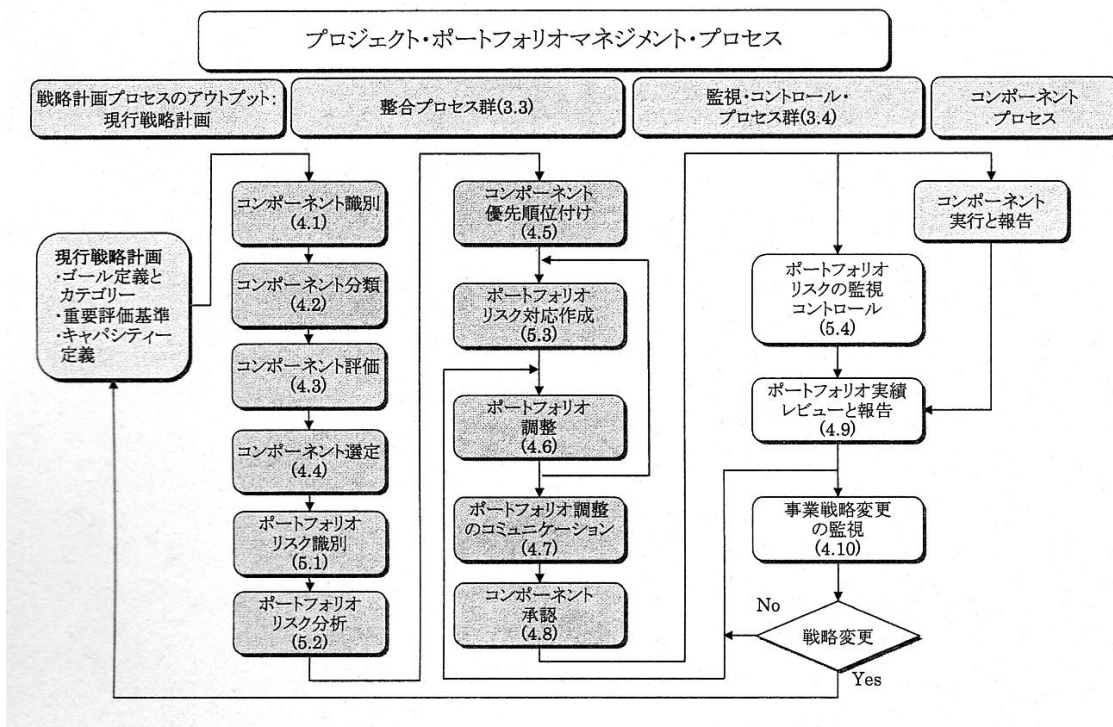 プロジェクト・ポートフォリオマネジメント・プロセス
戦略計画プロセスのアウトプット：
現行戦略計画
整合プロセス群(3.3)
監視・コントロール・
プロセス群(3.4)
コンポーネント
プロセス
現行戦略計画
・ゴール定義と
カテゴリー
・重要評価基準
・キャパシティー
定義
コンポーネント識別
(4.1)
コンポーネント分類
(4.2)
コンポーネント評価
(4.3)
コンポーネント選定
(4.4)
ポートフォリオ
リスク識別
(5.1)
ポートフォリオ
リスク分析
(5.2)
コンポーネント
優先順位付け
(4.5)
ポートフォリオ
リスク対応作成
(5.3)
ポートフォリオ
調整
(4.6)
ポートフォリオ調整
のコミュニケーション
(4.7)
コンポーネント
承認
(4.8)
ポートフォリオ
リスクの監視
コントロール
(5.4)
ポートフォリオ実績
レビューと報告
(4.9)
事業戦略変更
の監視
(4.10)
No
戦略変更
Yes
コンポーネント
実行と報告